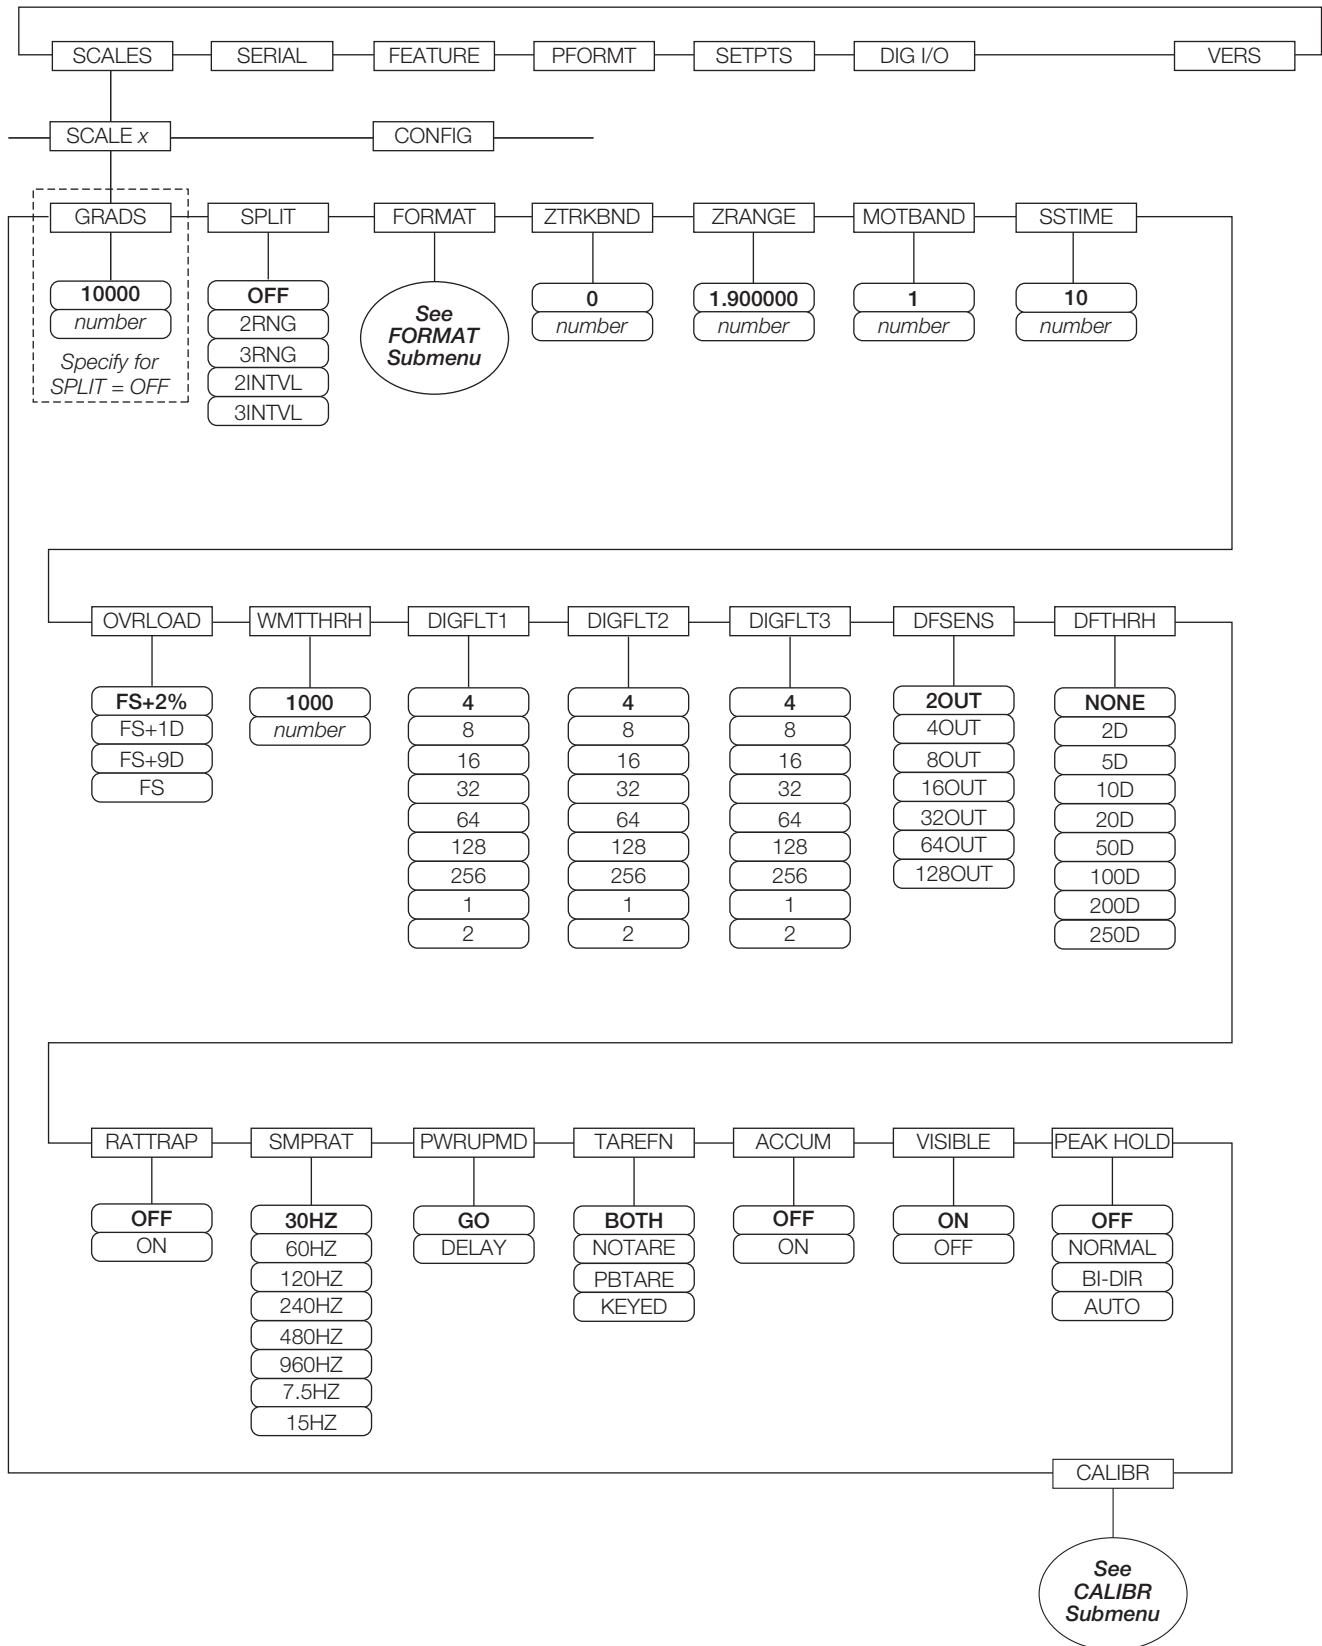 SCALES SERIAL FEATURE PFORMT SETPTS DIG I/O VERS
SCALE x CONFIG
GRADS SPLIT FORMAT ZTRKBND ZRANGE MOTBAND SSTIME
10000
number
Specify for
SPLIT = OFF
OFF
2RNG
3RNG
2INTVL
3INTVL
See
FORMAT
Submenu
0
number
1.900000
number
1
number
10
number
OVRLOAD WMTTHRH DIGFLT1 DIGFLT2 DIGFLT3 DFSENS DFTHRH
FS+2%
FS+1D
FS+9D
FS
1000
number
4
8
16
32
64
128
256
1
2
4
8
16
32
64
128
256
1
2
4
8
16
32
64
128
256
1
2
2OUT
4OUT
8OUT
16OUT
32OUT
64OUT
128OUT
NONE
2D
5D
10D
20D
50D
100D
200D
250D
RATTRAP SMPRAT PWRUPMD TAREFN ACCUM VISIBLE PEAK HOLD
OFF
ON
30HZ
60HZ
120HZ
240HZ
480HZ
960HZ
7.5HZ
15HZ
GO
DELAY
BOTH
NOTARE
PBTARE
KEYED
OFF
ON
ON
OFF
OFF
NORMAL
BI-DIR
AUTO
CALIBR
See
CALIBR
Submenu